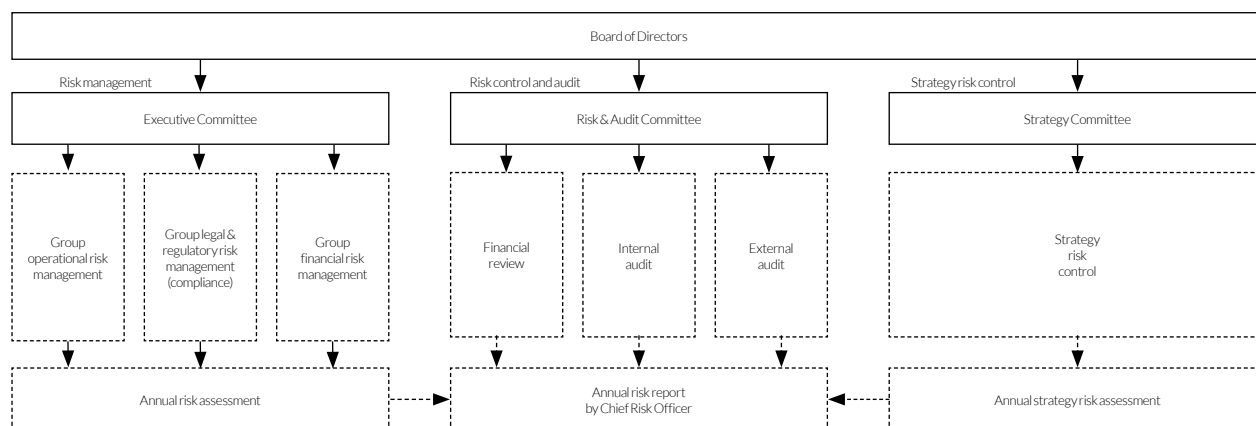 Board of Directors
Risk management
Risk control and audit
Strategy risk control
Executive Committee
Risk & Audit Committee
Strategy Committee
Group
operational risk
management
Group legal &
regulatory risk
management
(compliance)
Group
financial risk
management
Financial
review
Internal
audit
External
audit
Strategy
risk
control
Annual risk assessment
Annual risk report
by Chief Risk Officer
Annual strategy risk assessment